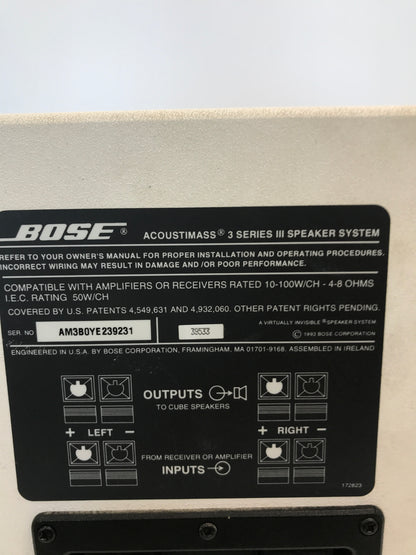 BOSE® ACOUSTIMASS® 3 SERIES III SPEAKER SYSTEM
REFER TO YOUR OWNER'S MANUAL FOR PROPER INSTALLATION AND OPERATING PROCEDURES.
INCORRECT WIRING MAY RESULT IN DAMAGE AND /OR POOR PERFORMANCE.
COMPATIBLE WITH AMPLIFIERS OR RECEIVERS RATED 10-100W/CH - 4-8 OHMS
I.E.C. RATING 50W/CH
COVERED BY U.S. PATENTS 4,549,631 AND 4,932,060. OTHER PATENT RIGHTS PENDING.
SER. NO AM3B0YE239231 39533 A VIRTUALLY INVISIBLE® SPEAKER SYSTEM
© 1993 BOSE CORPORATION
ENGINEERED IN U.S.A. BY BOSE CORPORATION, FRAMINGHAM, MA 01701-9168. ASSEMBLED IN IRELAND
OUTPUTS
TO CUBE SPEAKERS
+ LEFT - + RIGHT -
FROM RECEIVER OR AMPLIFIER
INPUTS
172823